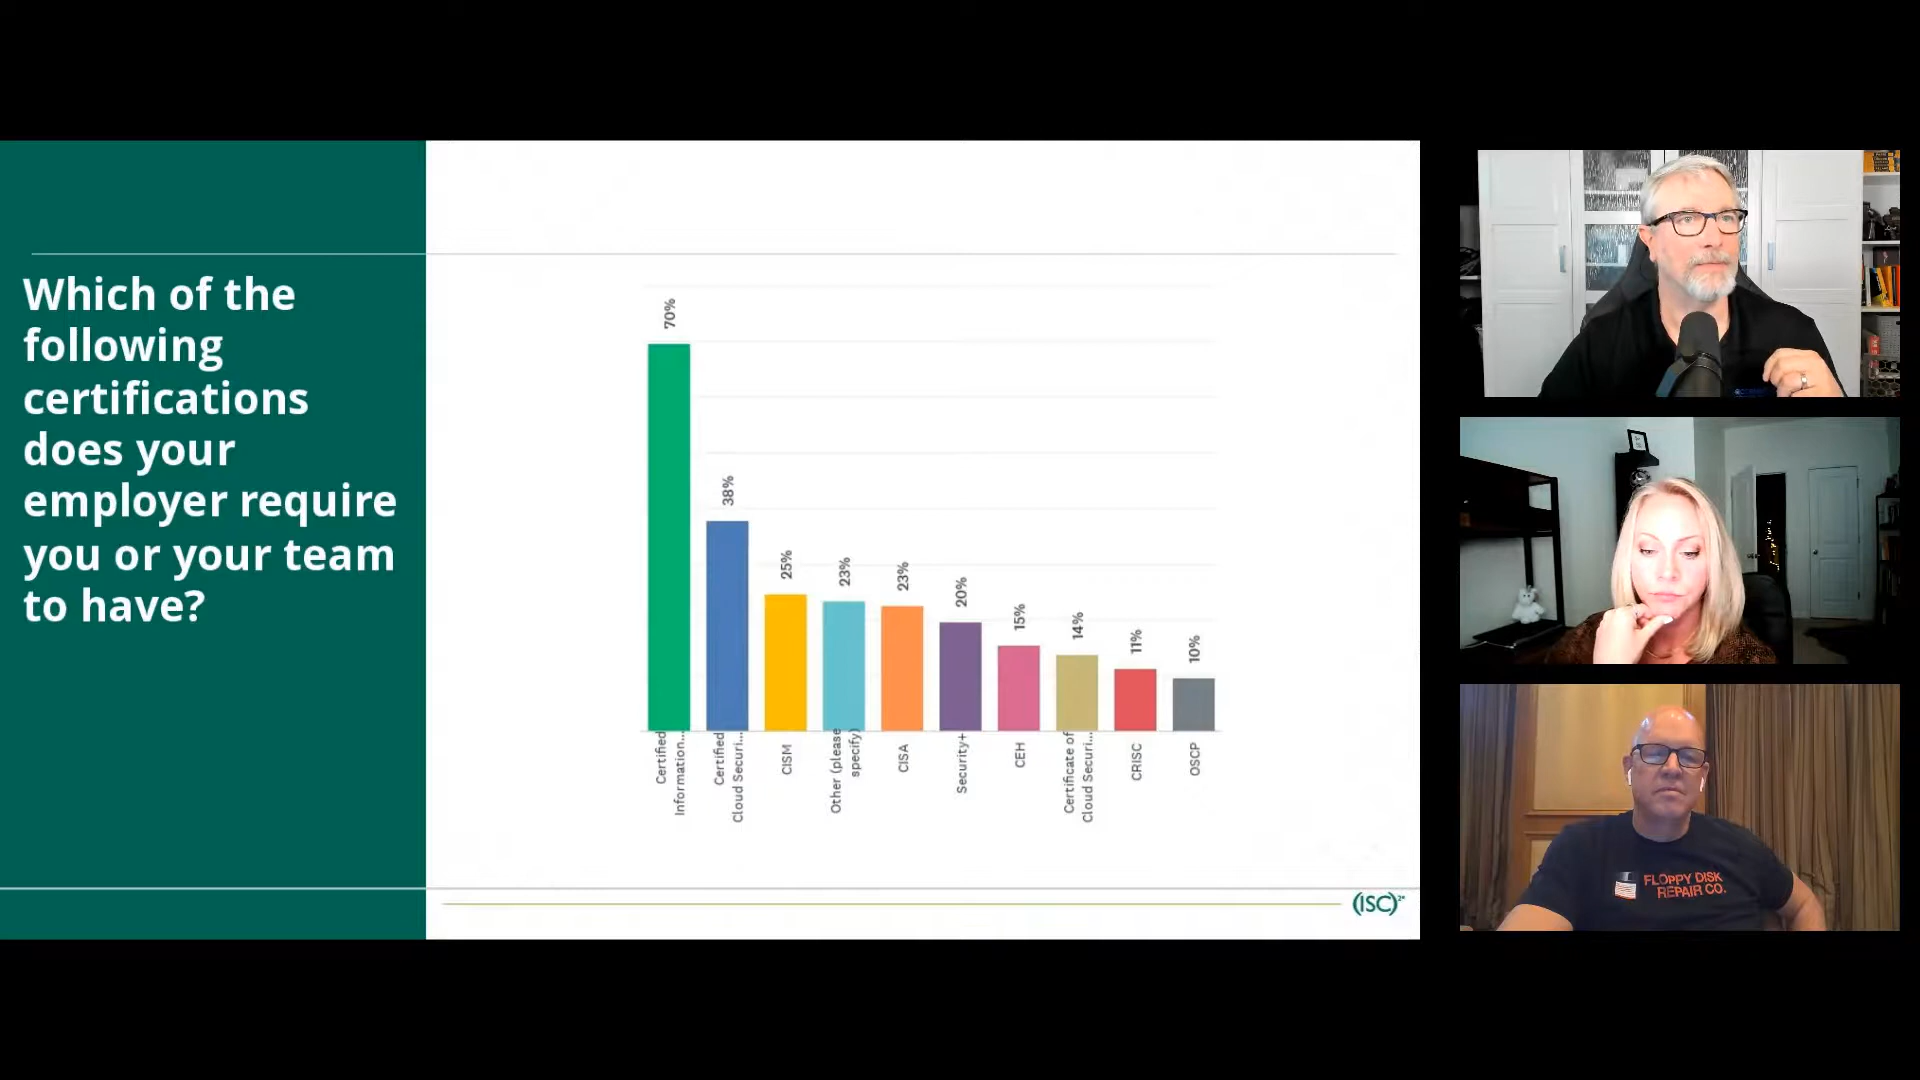 Which of the
following
certifications
does your
employer require
you or your team
to have?
70%
38%
25%
23%
23%
20%
15%
14%
11%
10%
Certified
Information...
Certified
Cloud Securi...
CISM
Other (please
specify)
CISA
Security+
CEH
Certificate of
Cloud Securi...
CRISC
OSCP
(ISC)²®
FLOPPY DISK
REPAIR CO.